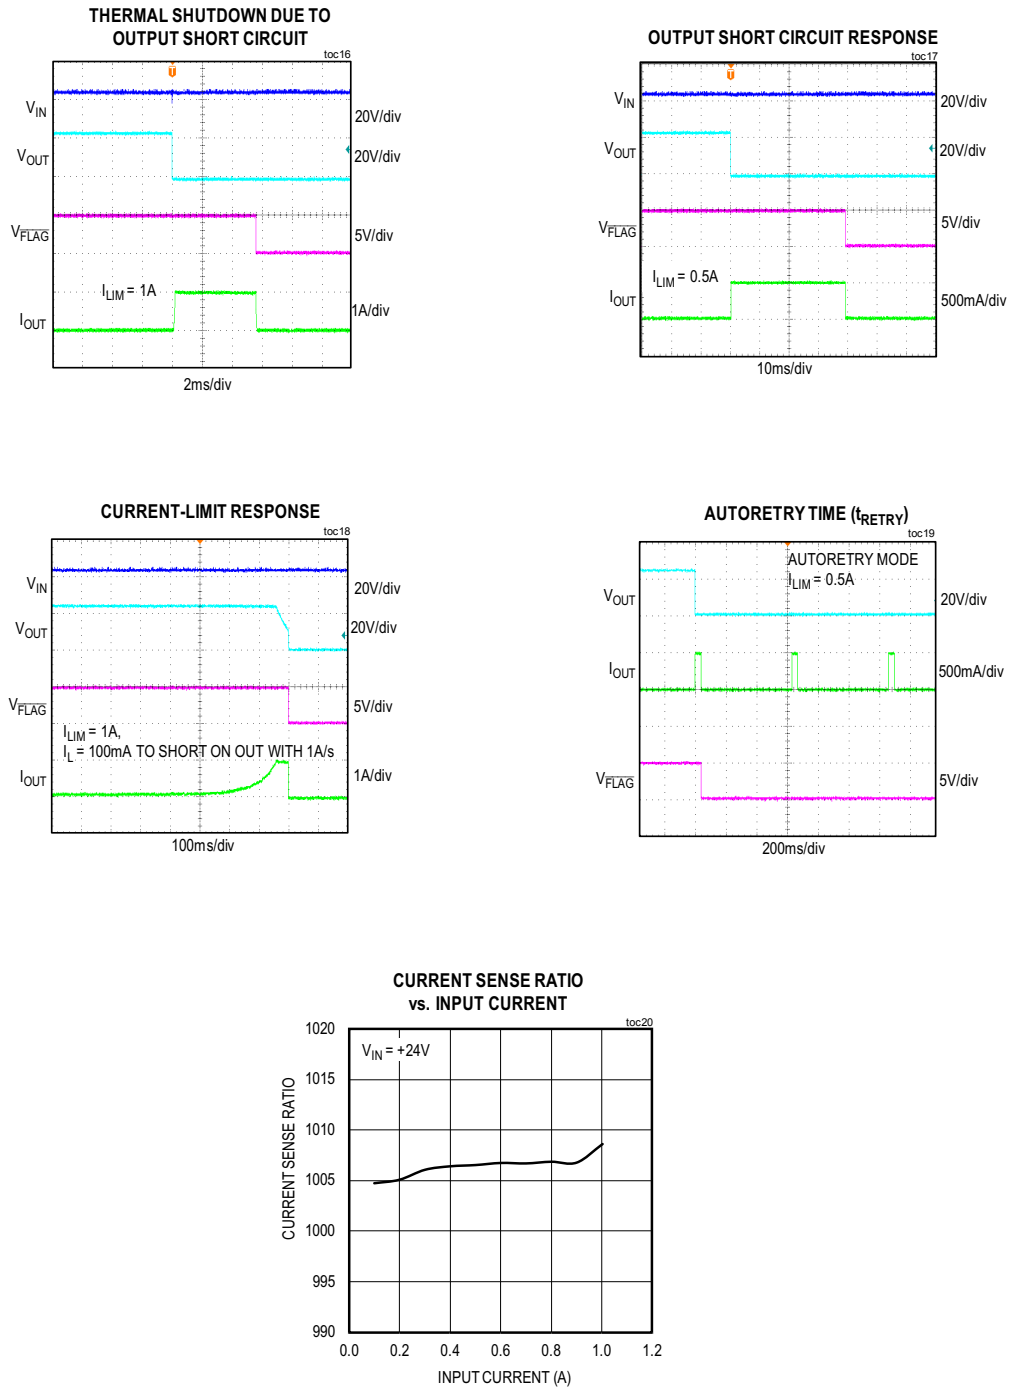 THERMAL SHUTDOWN DUE TO
OUTPUT SHORT CIRCUIT
toc16
T
VIN
20V/div
VOUT
20V/div
VFLAG
5V/div
ILIM = 1A
IOUT
1A/div
2ms/div
OUTPUT SHORT CIRCUIT RESPONSE
toc17
T
VIN
20V/div
VOUT
20V/div
VFLAG
5V/div
ILIM = 0.5A
IOUT
500mA/div
10ms/div
CURRENT-LIMIT RESPONSE
toc18
VIN
20V/div
VOUT
20V/div
VFLAG
5V/div
ILIM = 1A,
IL = 100mA TO SHORT ON OUT WITH 1A/s
IOUT
1A/div
100ms/div
AUTORETRY TIME (tRETRY)
toc19
AUTORETRY MODE
ILIM = 0.5A
VOUT
20V/div
IOUT
500mA/div
VFLAG
5V/div
200ms/div
CURRENT SENSE RATIO
vs. INPUT CURRENT
toc20
VIN = +24V
CURRENT SENSE RATIO
1020
1015
1010
1005
1000
995
990
0.0 0.2 0.4 0.6 0.8 1.0 1.2
INPUT CURRENT (A)